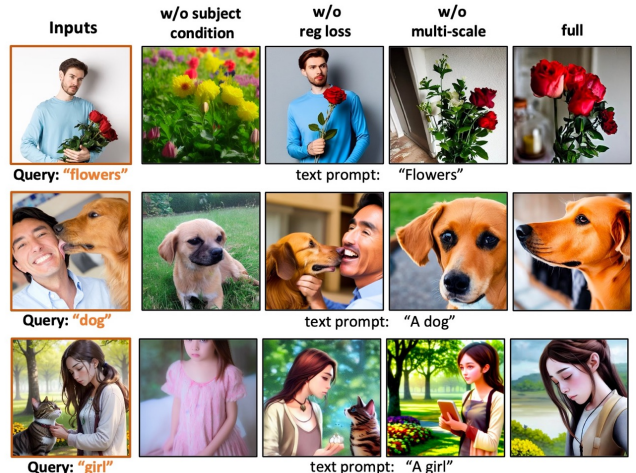 Inputs
w/o subject condition
w/o reg loss
w/o multi-scale
full
Query: “flowers”
text prompt: “Flowers”
Query: “dog”
text prompt: “A dog”
Query: “girl”
text prompt: “A girl”